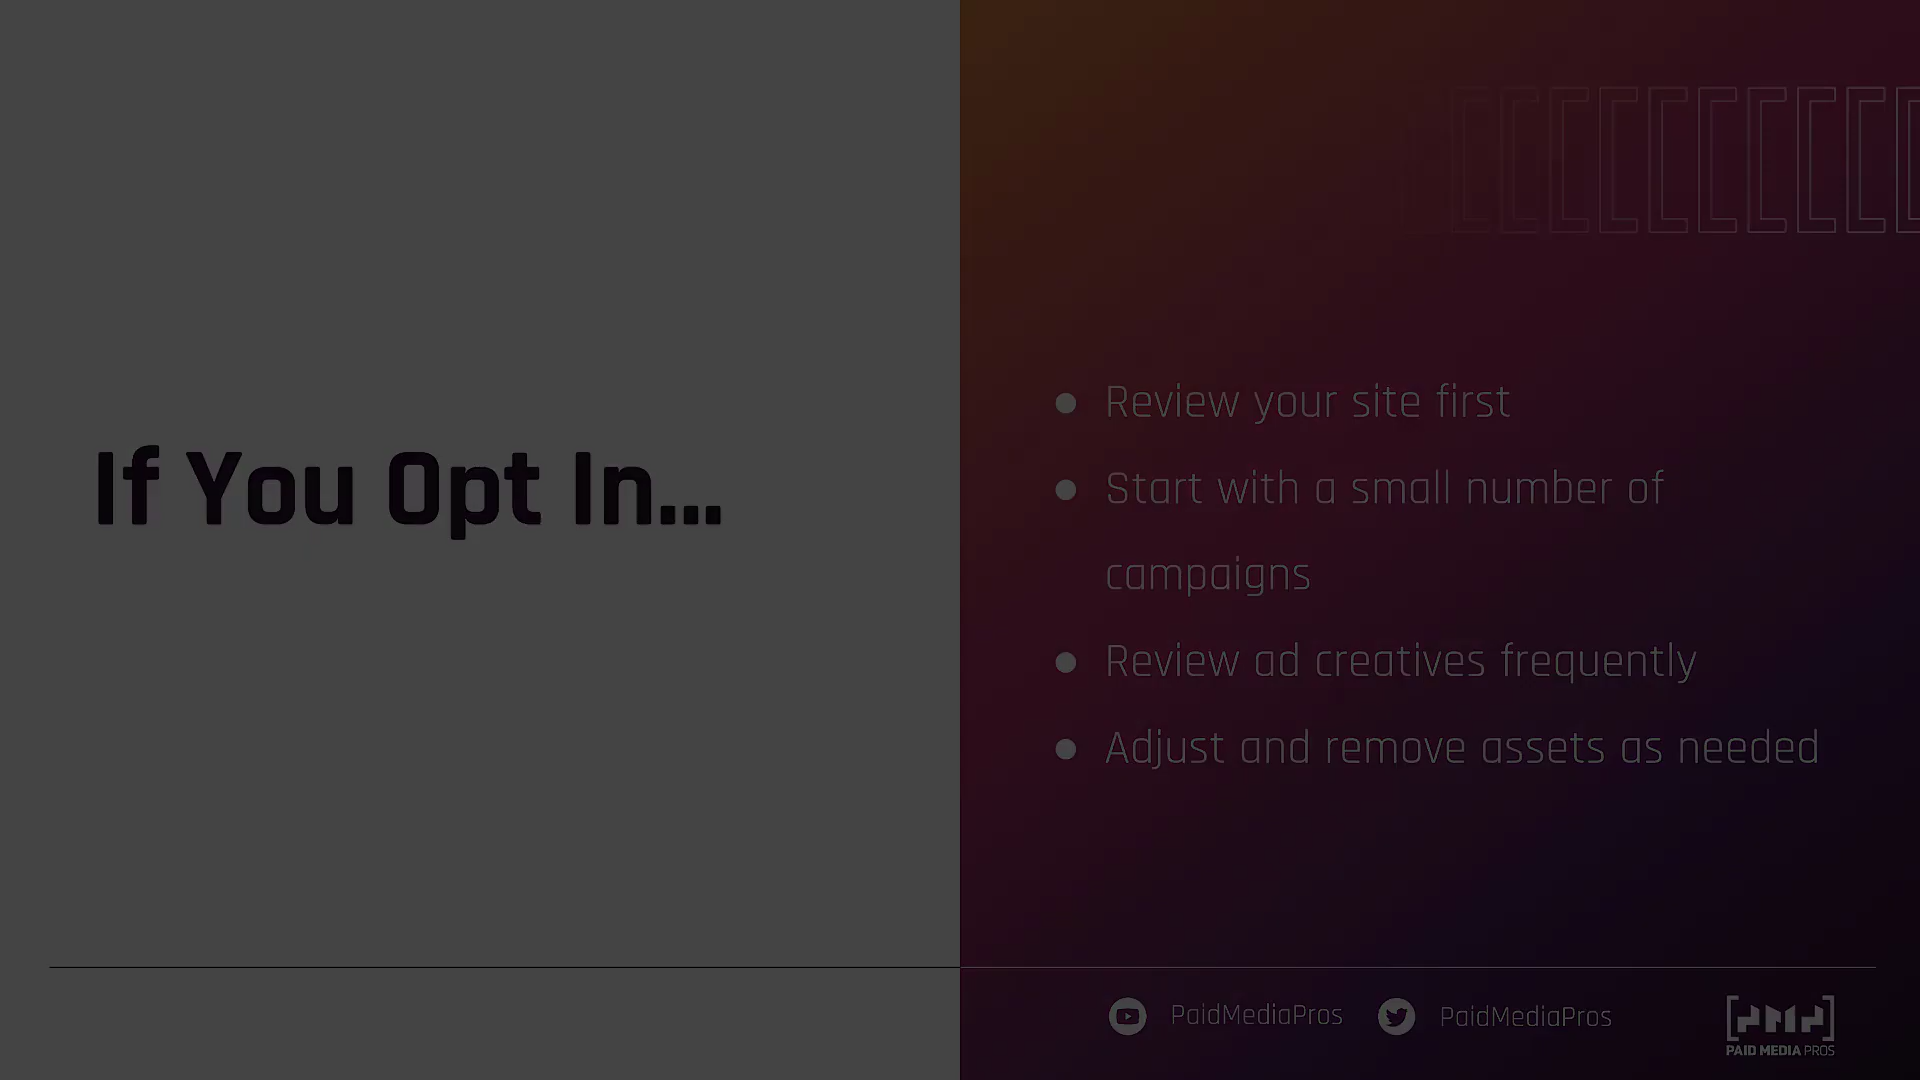 If You Opt In...
● Review your site first
● Start with a small number of
campaigns
● Review ad creatives frequently
● Adjust and remove assets as needed
PaidMediaPros
PaidMediaPros
PMP
PAID MEDIA PROS